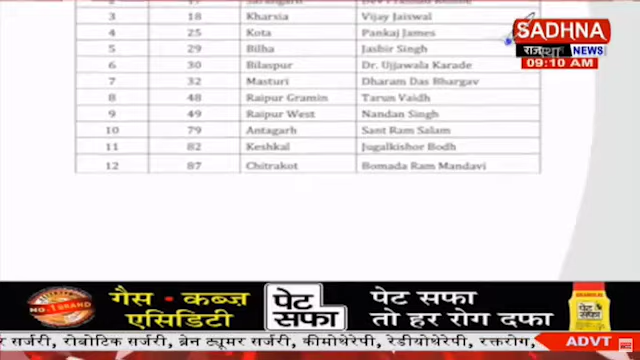 3 18 Kharsia Vijay Jaiswal
4 25 Kota Pankaj James
5 29 Bilha Jasbir Singh
6 30 Bilaspur Dr. Ujjawala Karade
7 32 Masturi Dharam Das Bhargav
8 48 Raipur Gramin Tarun Vaidh
9 49 Raipur West Nandan Singh
10 79 Antagarh Sant Ram Salam
11 82 Keshkal Jugalkishor Bodh
12 87 Chitrakot Bomada Ram Mandavi
SADHNA
NEWS
09:10 AM
NO.1 BRAND
गैस • कब्ज़
एसिडिटी
पेट
सफा
पेट सफा
तो हर रोग दफा
पेट
सफा
र सर्जरी, रोबोटिक सर्जरी, ब्रेन ट्यूमर सर्जरी, कीमोथेरेपी, रेडीयोथेरेपी, रक्तरोग,
ADVT